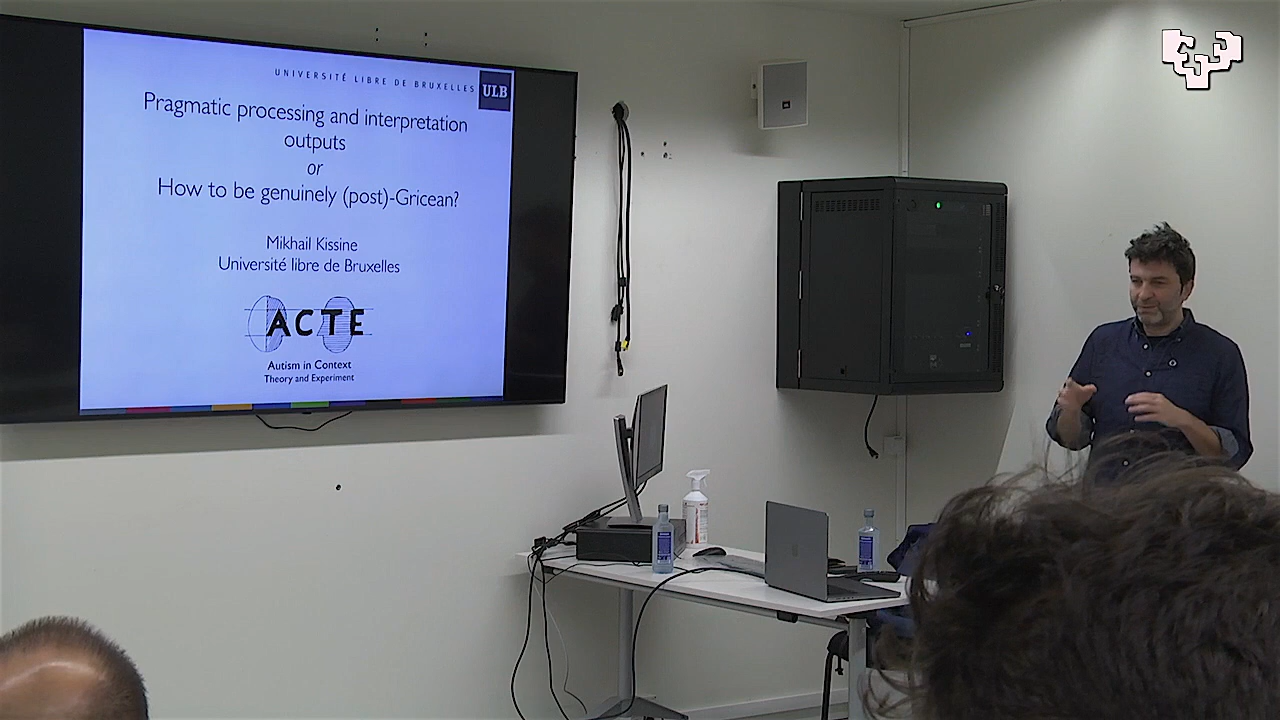 UNIVERSITÉ LIBRE DE BRUXELLES
ULB
Pragmatic processing and interpretation
outputs
or
How to be genuinely (post)-Gricean?
Mikhail Kissine
Université libre de Bruxelles
ACTE
Autism in Context
Theory and Experiment